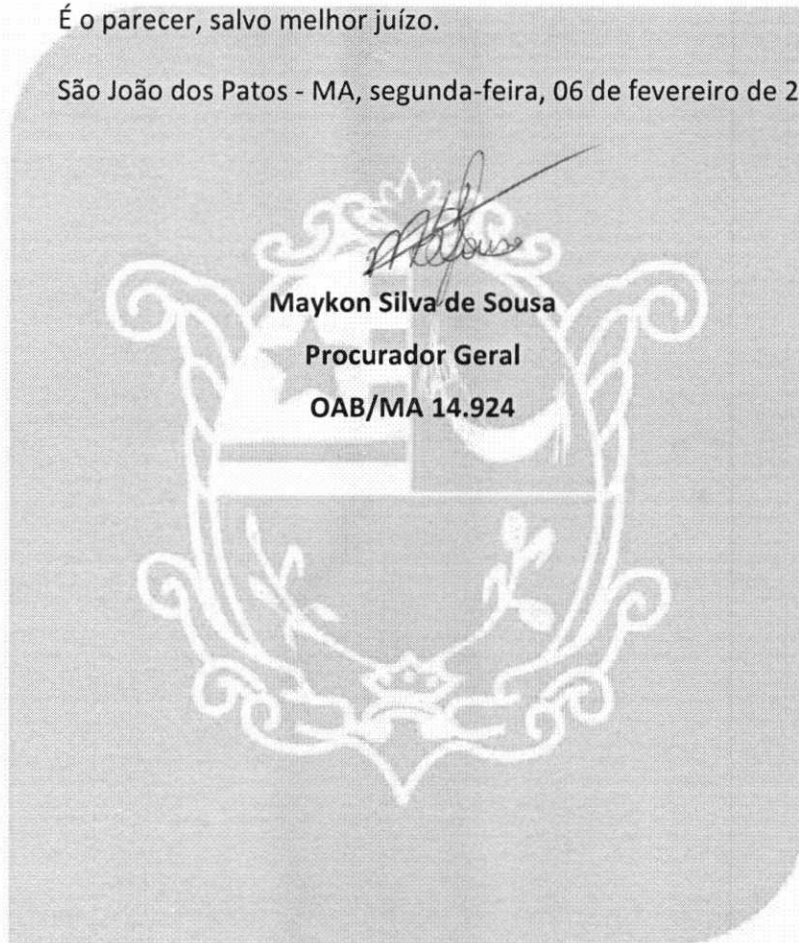 É o parecer, salvo melhor juízo.
São João dos Patos - MA, segunda-feira, 06 de fevereiro de 2
Maykon Silva de Sousa
Procurador Geral
OAB/MA 14.924